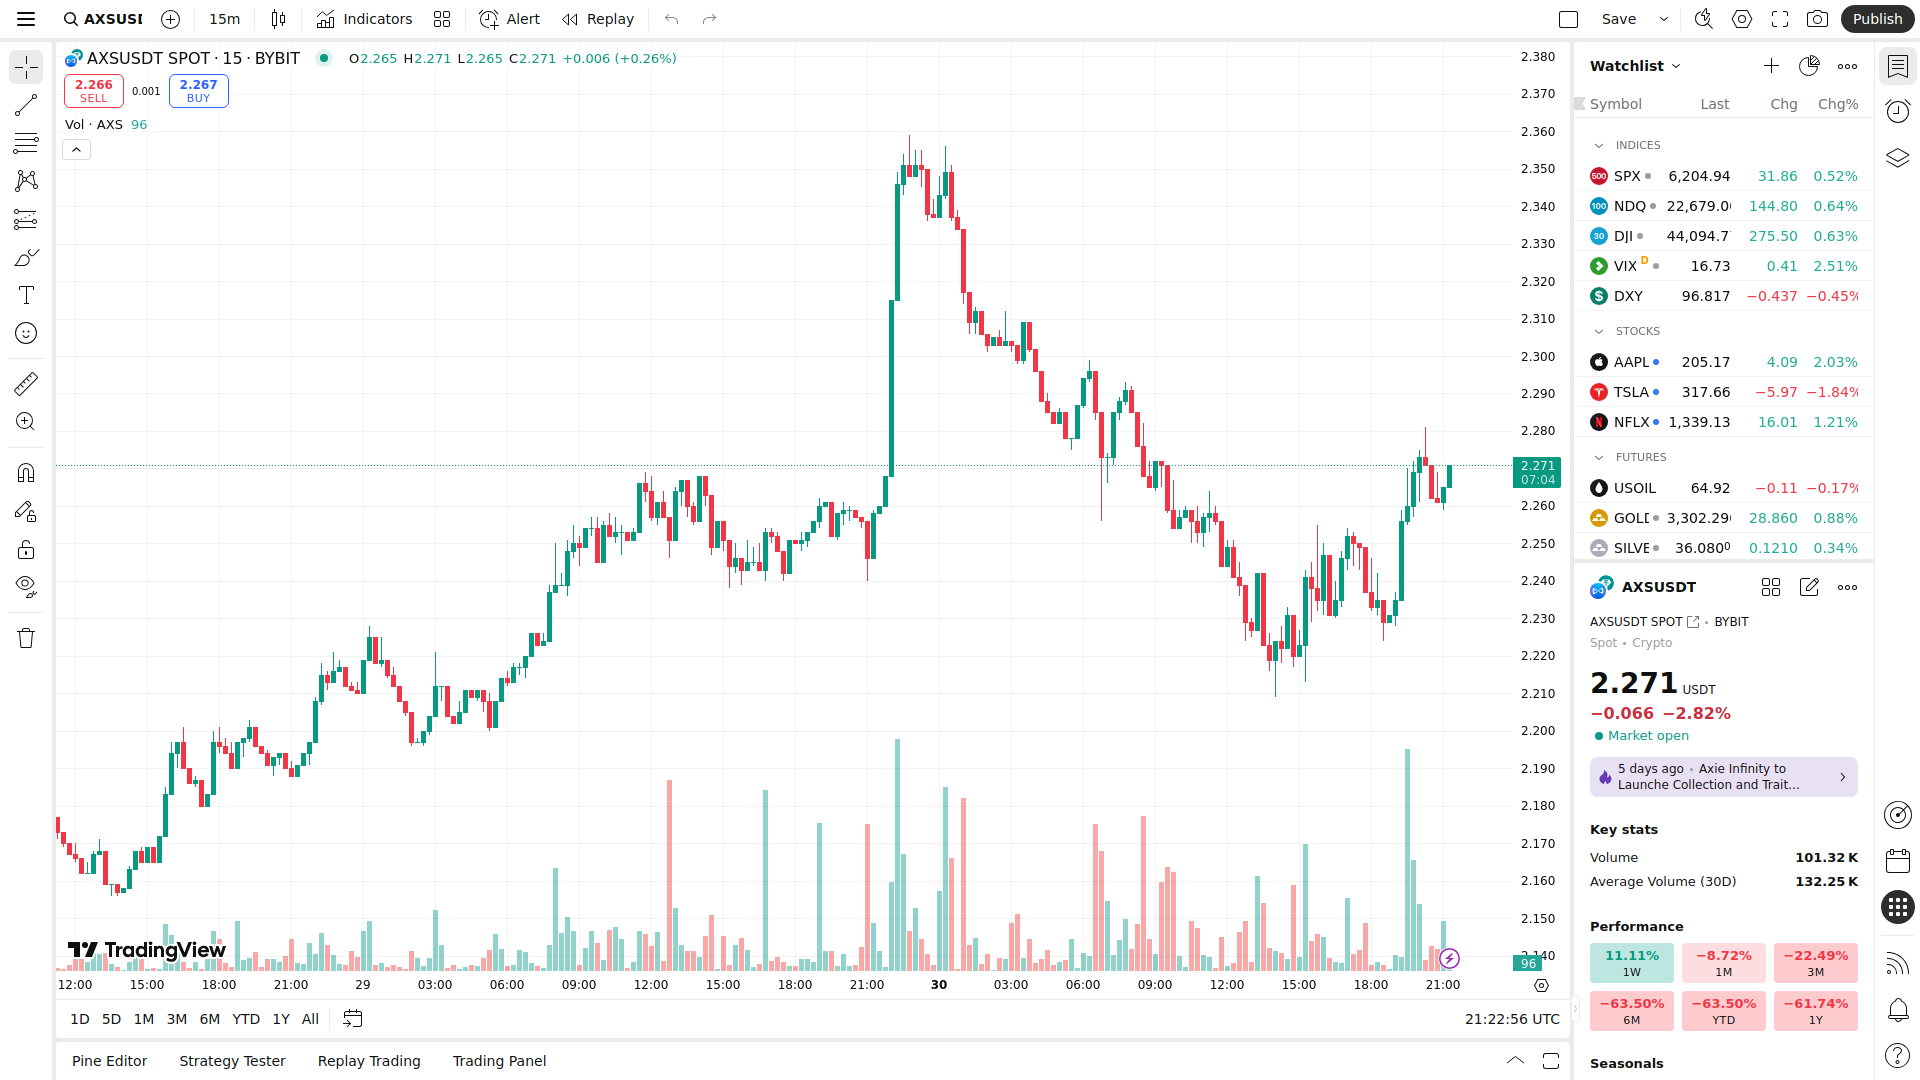 AXSUSD
15m
Indicators
Alert
Replay
Save
Publish
AXSUSDT SPOT · 15 · BYBIT
O2.265 H2.271 L2.265 C2.271 +0.006 (+0.26%)
2.266
SELL
0.001
2.267
BUY
Vol · AXS 96
2.380
2.370
2.360
2.350
2.340
2.330
2.320
2.310
2.300
2.290
2.280
2.271
07:04
2.260
2.250
2.240
2.230
2.220
2.210
2.200
2.190
2.180
2.170
2.160
2.150
96
TradingView
12:00 15:00 18:00 21:00 29 03:00 06:00 09:00 12:00 15:00 18:00 21:00 30 03:00 06:00 09:00 12:00 15:00 18:00 21:00
1D 5D 1M 3M 6M YTD 1Y All
21:22:56 UTC
Pine Editor Strategy Tester Replay Trading Trading Panel
Watchlist
Symbol Last Chg Chg%
INDICES
500 SPX 6,204.94 31.86 0.52%
100 NDQ 22,679.0 144.80 0.64%
30 DJI 44,094.7 275.50 0.63%
VIX D 16.73 0.41 2.51%
$ DXY 96.817 −0.437 −0.45%
STOCKS
AAPL 205.17 4.09 2.03%
TSLA 317.66 −5.97 −1.84%
N NFLX 1,339.13 16.01 1.21%
FUTURES
USOIL 64.92 −0.11 −0.17%
GOLD 3,302.29 28.860 0.88%
SILVE 36.0800 0.1210 0.34%
AXSUSDT
AXSUSDT SPOT • BYBIT
Spot • Crypto
2.271 USDT
−0.066 −2.82%
Market open
5 days ago • Axie Infinity to
Launche Collection and Trait...
Key stats
Volume 101.32 K
Average Volume (30D) 132.25 K
Performance
11.11% −8.72% −22.49%
1W 1M 3M
−63.50% −63.50% −61.74%
6M YTD 1Y
Seasonals